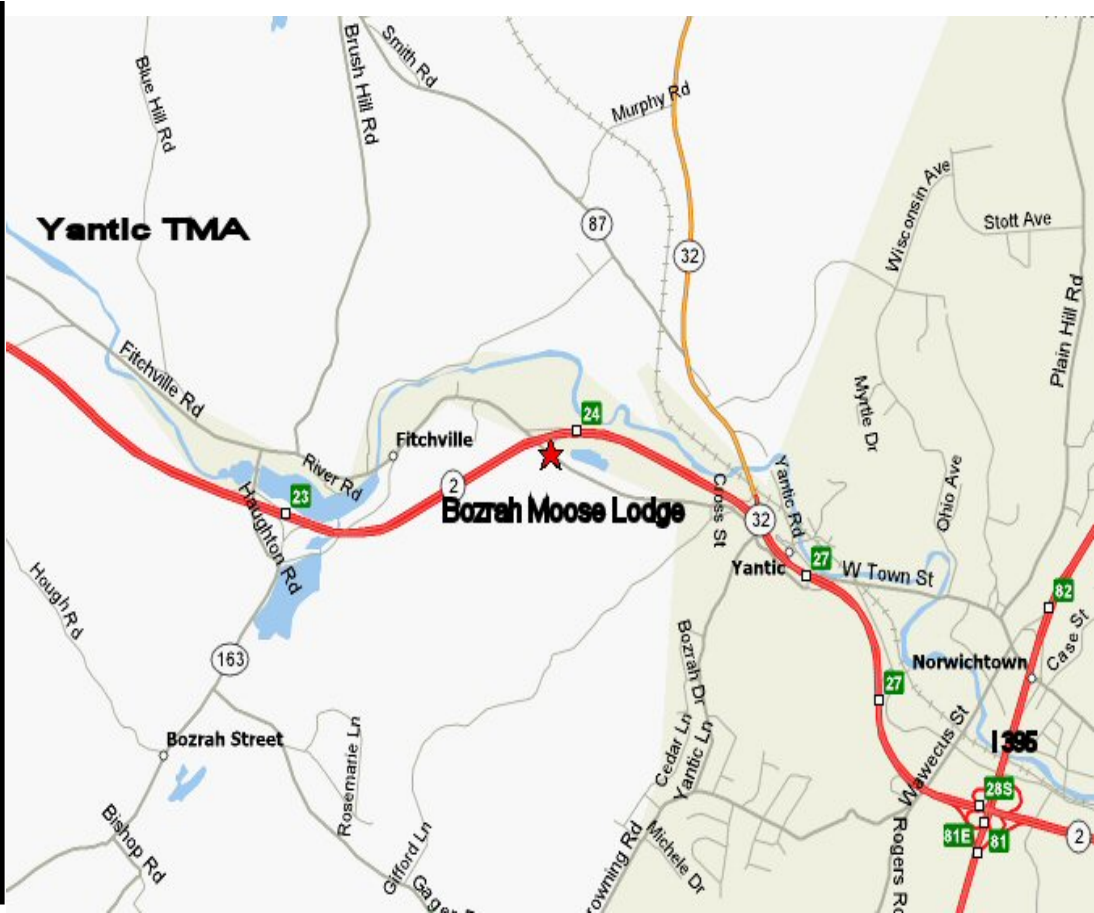 Smith Rd
Brush Hill Rd
Blue Hill Rd
Murphy Rd
Wisconsin Ave
Stott Ave
Yantic TMA
87
32
Plain Hill Rd
Fitchville Rd
Myrtle Dr
24
Fitchville
River Rd
Ohio Ave
Yantic Rd
Cross St
2
23
Bozrah Moose Lodge
32
Haughton Rd
Yantic
27
W Town St
82
Hough Rd
Case St
Bozrah Dr
163
Norwichtown
27
Bozrah Street
Rosemarie Ln
Cedar Ln
Yantic Ln
Wawecus St
I 395
28S
Bishop Rd
Gifford Ln
Michele Dr
Rogers Rd
81E
81
2
Gager